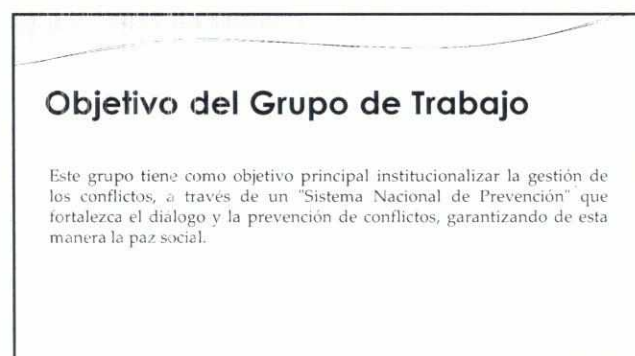 Objetivo del Grupo de Trabajo
Este grupo tiene como objetivo principal institucionalizar la gestión de
los conflictos, a través de un "Sistema Nacional de Prevención" que
fortalezca el dialogo y la prevención de conflictos, garantizando de esta
manera la paz social.